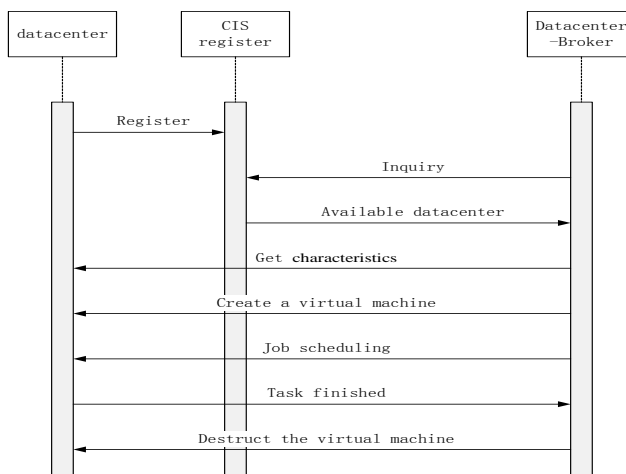 datacenter
CIS
register
Datacenter
-Broker
Register
Inquiry
Available datacenter
Get characteristics
Create a virtual machine
Job scheduling
Task finished
Destruct the virtual machine